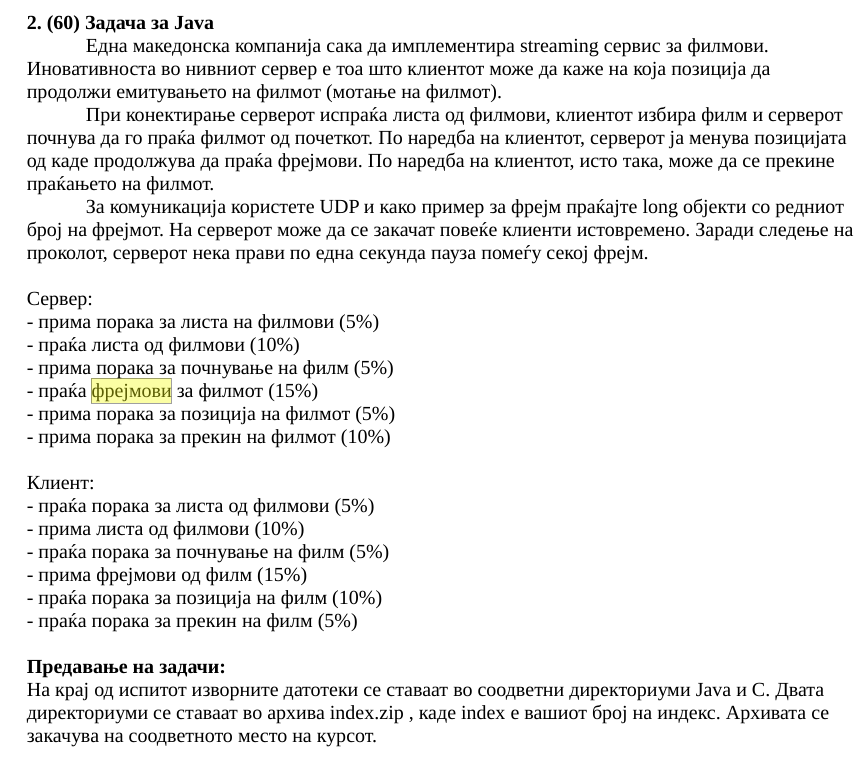 2. (60) Задача за Java
Една македонска компанија сака да имплементира streaming сервис за филмови.
Иновативноста во нивниот сервер е тоа што клиентот може да каже на која позиција да
продолжи емитувањето на филмот (мотање на филмот).
При конектирање серверот испраќа листа од филмови, клиентот избира филм и серверот
почнува да го праќа филмот од почеткот. По наредба на клиентот, серверот ја менува позицијата
од каде продолжува да праќа фрејмови. По наредба на клиентот, исто така, може да се прекине
праќањето на филмот.
За комуникација користете UDP и како пример за фрејм праќајте long објекти со редниот
број на фрејмот. На серверот може да се закачат повеќе клиенти истовремено. Заради следење на
проколот, серверот нека прави по една секунда пауза помеѓу секој фрејм.
Сервер:
- прима порака за листа на филмови (5%)
- праќа листа од филмови (10%)
- прима порака за почнување на филм (5%)
- праќа фрејмови за филмот (15%)
- прима порака за позиција на филмот (5%)
- прима порака за прекин на филмот (10%)
Клиент:
- праќа порака за листа од филмови (5%)
- прима листа од филмови (10%)
- праќа порака за почнување на филм (5%)
- прима фрејмови од филм (15%)
- праќа порака за позиција на филм (10%)
- праќа порака за прекин на филм (5%)
Предавање на задачи:
На крај од испитот изворните датотеки се ставаат во соодветни директориуми Java и C. Двата
директориуми се ставаат во архива index.zip , каде index е вашиот број на индекс. Архивата се
закачува на соодветното место на курсот.